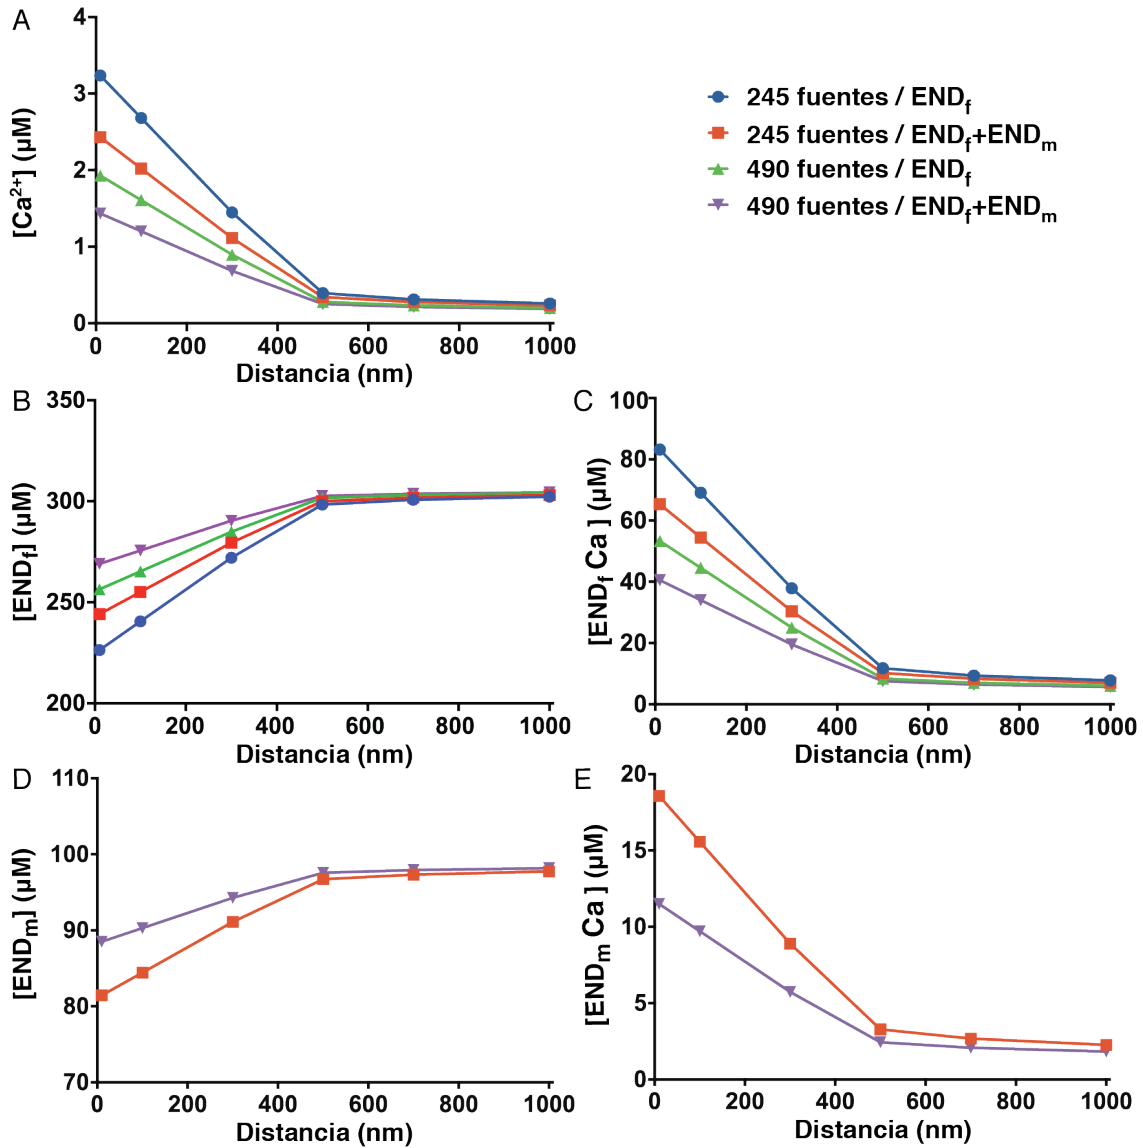 A
4
3
2
1
0
[Ca²⁺] (µM)
0 200 400 600 800 1000
Distancia (nm)
245 fuentes / ENDf
245 fuentes / ENDf+ENDm
490 fuentes / ENDf
490 fuentes / ENDf+ENDm
B
350
300
250
200
[ENDf] (µM)
0 200 400 600 800 1000
Distancia (nm)
C
100
80
60
40
20
0
[ENDf Ca ] (µM)
0 200 400 600 800 1000
Distancia (nm)
D
110
100
90
80
70
[ENDm] (µM)
0 200 400 600 800 1000
Distancia (nm)
E
20
15
10
5
0
[ENDm Ca ] (µM)
0 200 400 600 800 1000
Distancia (nm)